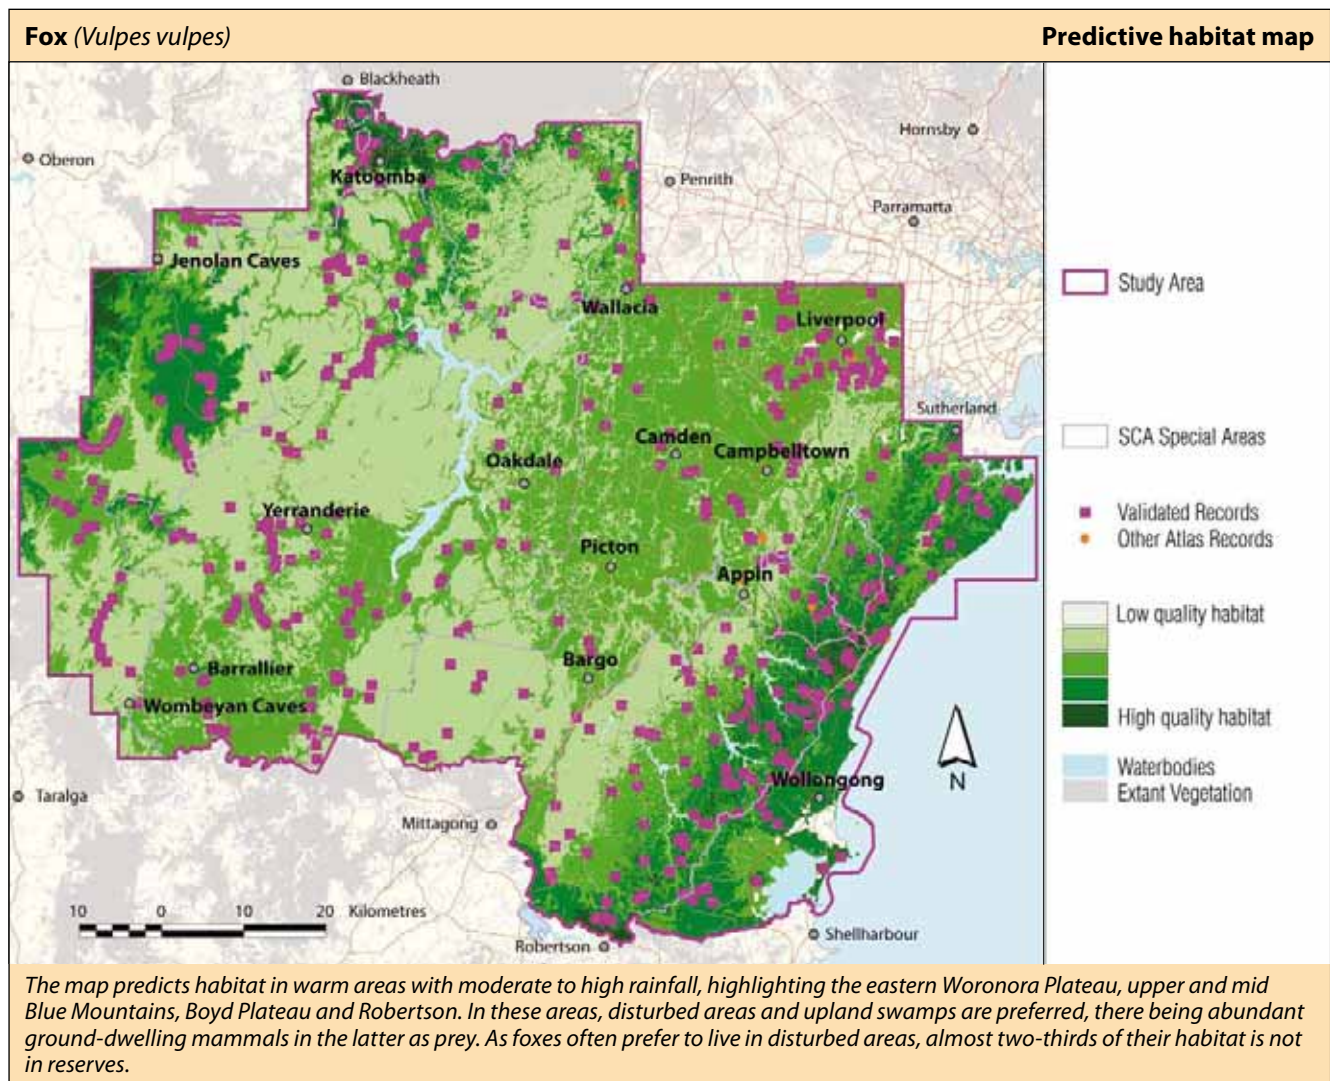 Fox (Vulpes vulpes)
Predictive habitat map
Blackheath
Hornsby
Oberon
Katoomba
Penrith
Parramatta
Jenolan Caves
Study Area
Wallacia
Liverpool
Sutherland
SCA Special Areas
Camden
Campbelltown
Oakdale
Yerranderie
Validated Records
Other Atlas Records
Picton
Appin
Low quality habitat
Bargo
Barrallier
Wombeyan Caves
High quality habitat
Waterbodies
Extant Vegetation
Wollongong
N
Taralga
Mittagong
10 0 10 20 Kilometres
Robertson
Shellharbour
The map predicts habitat in warm areas with moderate to high rainfall, highlighting the eastern Woronora Plateau, upper and mid
Blue Mountains, Boyd Plateau and Robertson. In these areas, disturbed areas and upland swamps are preferred, there being abundant
ground-dwelling mammals in the latter as prey. As foxes often prefer to live in disturbed areas, almost two-thirds of their habitat is not
in reserves.